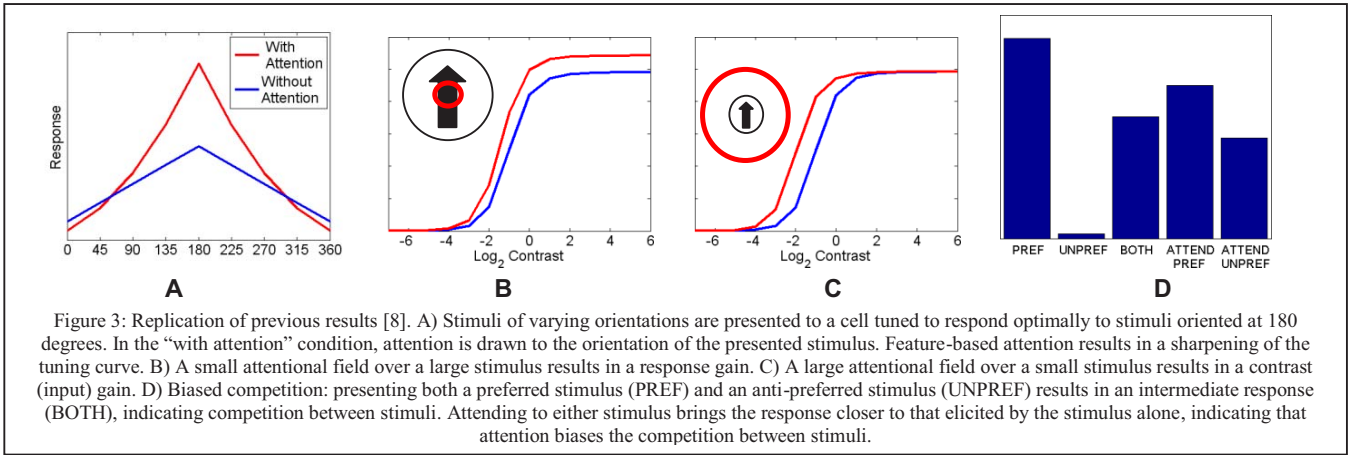 With
Attention
Without
Attention
Response
0 45 90 135 180 225 270 315 360
A
-6 -4 -2 0 2 4 6
Log2 Contrast
B
-6 -4 -2 0 2 4 6
Log2 Contrast
C
PREF UNPREF BOTH ATTEND PREF ATTEND UNPREF
D
Figure 3: Replication of previous results [8]. A) Stimuli of varying orientations are presented to a cell tuned to respond optimally to stimuli oriented at 180
degrees. In the “with attention” condition, attention is drawn to the orientation of the presented stimulus. Feature-based attention results in a sharpening of the
tuning curve. B) A small attentional field over a large stimulus results in a response gain. C) A large attentional field over a small stimulus results in a contrast
(input) gain. D) Biased competition: presenting both a preferred stimulus (PREF) and an anti-preferred stimulus (UNPREF) results in an intermediate response
(BOTH), indicating competition between stimuli. Attending to either stimulus brings the response closer to that elicited by the stimulus alone, indicating that
attention biases the competition between stimuli.